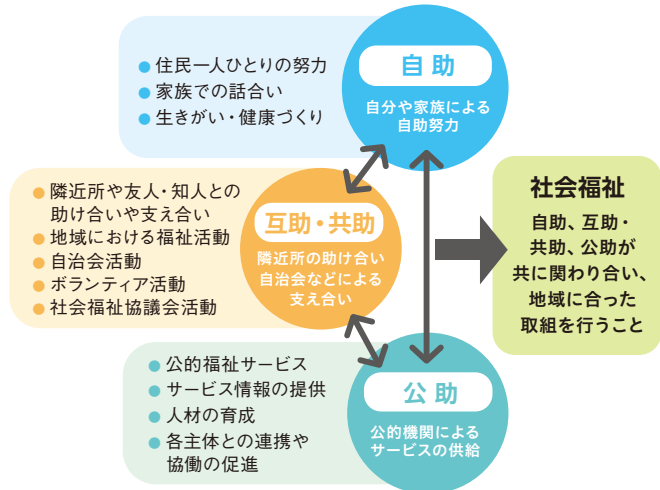 ・住民一人ひとりの努力
・家族での話合い
・生きがい・健康づくり
自助
自分や家族による
自助努力
・隣近所や友人・知人との
助け合いや支え合い
・地域における福祉活動
・自治会活動
・ボランティア活動
・社会福祉協議会活動
互助・共助
隣近所の助け合い
自治会などによる
支え合い
・公的福祉サービス
・サービス情報の提供
・人材の育成
・各主体との連携や
協働の促進
公助
公的機関による
サービスの供給
社会福祉
自助、互助・
共助、公助が
共に関わり合い、
地域に合った
取組を行うこと